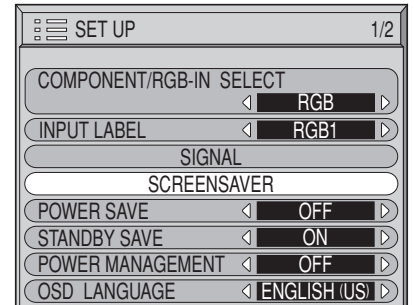 SET UP 1/2
COMPONENT/RGB-IN SELECT
RGB
INPUT LABEL RGB1
SIGNAL
SCREENSAVER
POWER SAVE OFF
STANDBY SAVE ON
POWER MANAGEMENT OFF
OSD LANGUAGE ENGLISH (US)